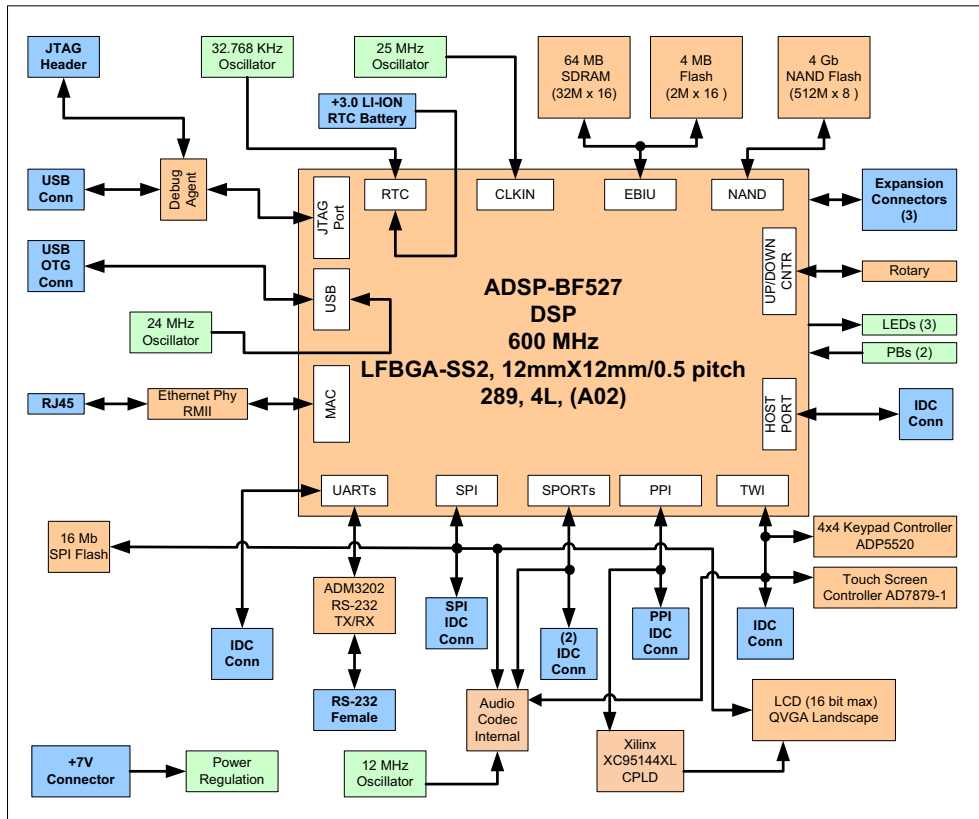 JTAG
Header
32.768 KHz
Oscillator
25 MHz
Oscillator
+3.0 LI-ION
RTC Battery
64 MB
SDRAM
(32M x 16)
4 MB
Flash
(2M x 16 )
4 Gb
NAND Flash
(512M x 8 )
USB
Conn
Debug
Agent
JTAG
Port
RTC
CLKIN
EBIU
NAND
Expansion
Connectors
(3)
USB
OTG
Conn
USB
UP/DOWN
CNTR
Rotary
24 MHz
Oscillator
ADSP-BF527
DSP
600 MHz
LFBGA-SS2, 12mmX12mm/0.5 pitch
289, 4L, (A02)
LEDs (3)
PBs (2)
RJ45
Ethernet Phy
RMII
MAC
HOST
PORT
IDC
Conn
UARTs
SPI
SPORTs
PPI
TWI
16 Mb
SPI Flash
4x4 Keypad Controller
ADP5520
Touch Screen
Controller AD7879-1
IDC
Conn
ADM3202
RS-232
TX/RX
SPI
IDC
Conn
(2)
IDC
Conn
PPI
IDC
Conn
IDC
Conn
RS-232
Female
Audio
Codec
Internal
LCD (16 bit max)
QVGA Landscape
+7V
Connector
Power
Regulation
12 MHz
Oscillator
Xilinx
XC95144XL
CPLD